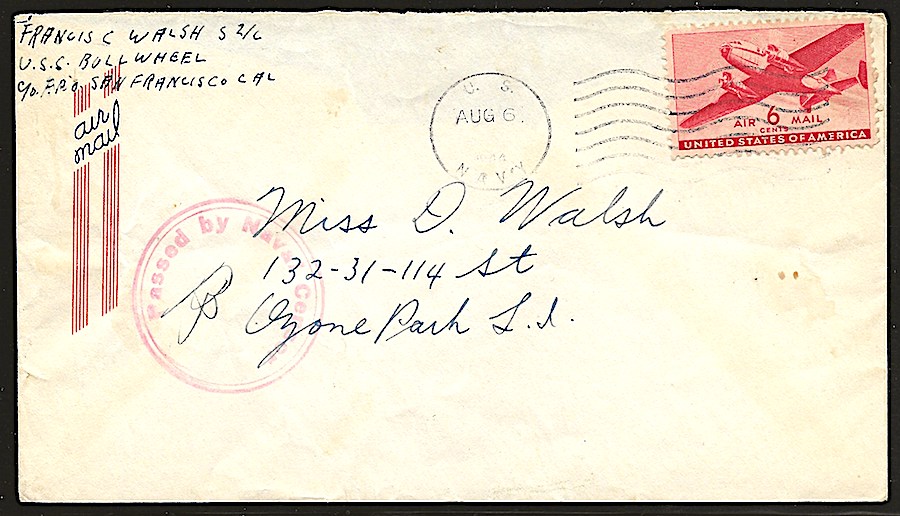 FRANCIS C WALSH S 2/C
U.S.S. BULLWHEEL
C/O. F.P.O. SAN FRANCISCO CAL
air
mail
U. S.
AUG 6
NAVY
AIR 6 MAIL
CENTS
UNITED STATES OF AMERICA
Passed by Naval Censor
Miss D. Walsh
132-31-114 St
Ozone Park L.I.